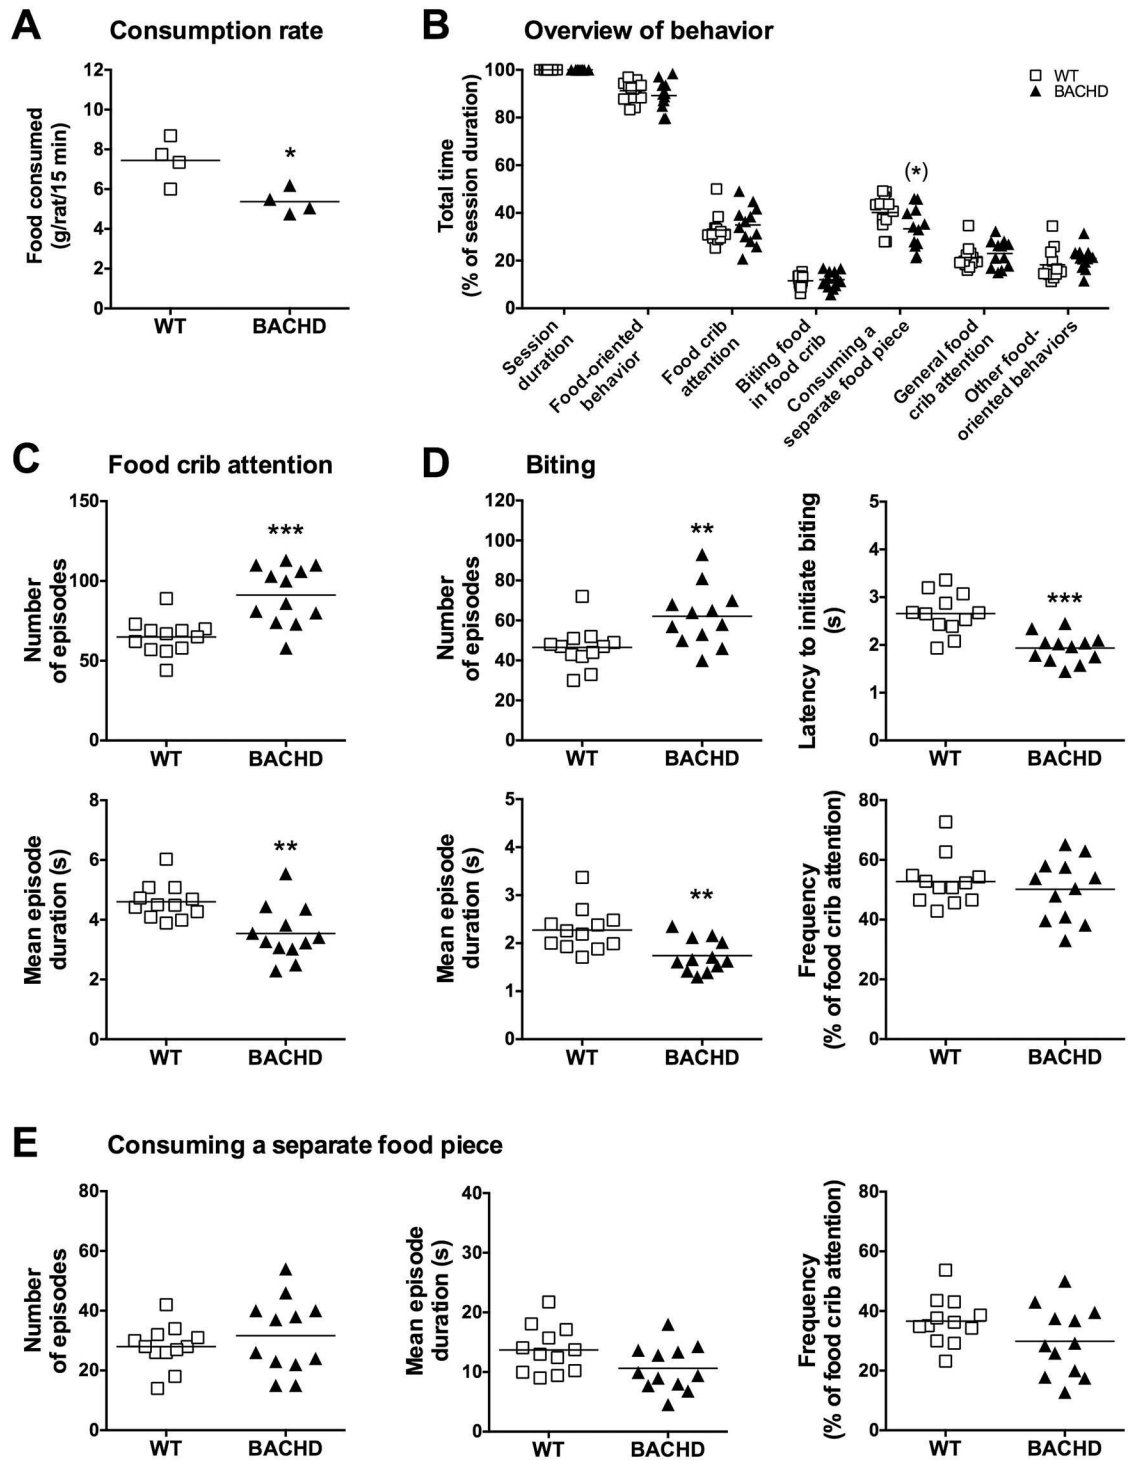 A
Consumption rate
Food consumed
(g/rat/15 min)
12
10
8
6
4
2
0
*
WT
BACHD
B
Overview of behavior
Total time
(% of session duration)
100
80
60
40
20
0
WT
BACHD
(*)
Session
duration
Food-oriented
behavior
Food crib
attention
Biting food
in food crib
Consuming a
separate food piece
General food
crib attention
Other food-
oriented behaviors
C
Food crib attention
Number
of episodes
150
100
50
0
***
WT
BACHD
Mean episode
duration (s)
8
6
4
2
0
**
WT
BACHD
D
Biting
Number
of episodes
120
100
80
60
40
20
0
**
WT
BACHD
Latency to initiate biting
(s)
5
4
3
2
1
0
***
WT
BACHD
Mean episode
duration (s)
5
4
3
2
1
0
**
WT
BACHD
Frequency
(% of food crib attention)
80
60
40
20
0
WT
BACHD
E
Consuming a separate food piece
Number
of episodes
80
60
40
20
0
WT
BACHD
Mean episode
duration (s)
40
30
20
10
0
WT
BACHD
Frequency
(% of food crib attention)
80
60
40
20
0
WT
BACHD